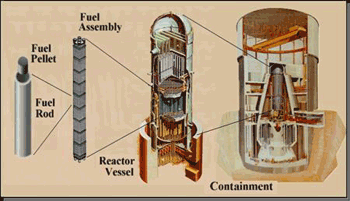 Fuel
Assembly
Fuel
Pellet
Fuel
Rod
Reactor
Vessel
Containment